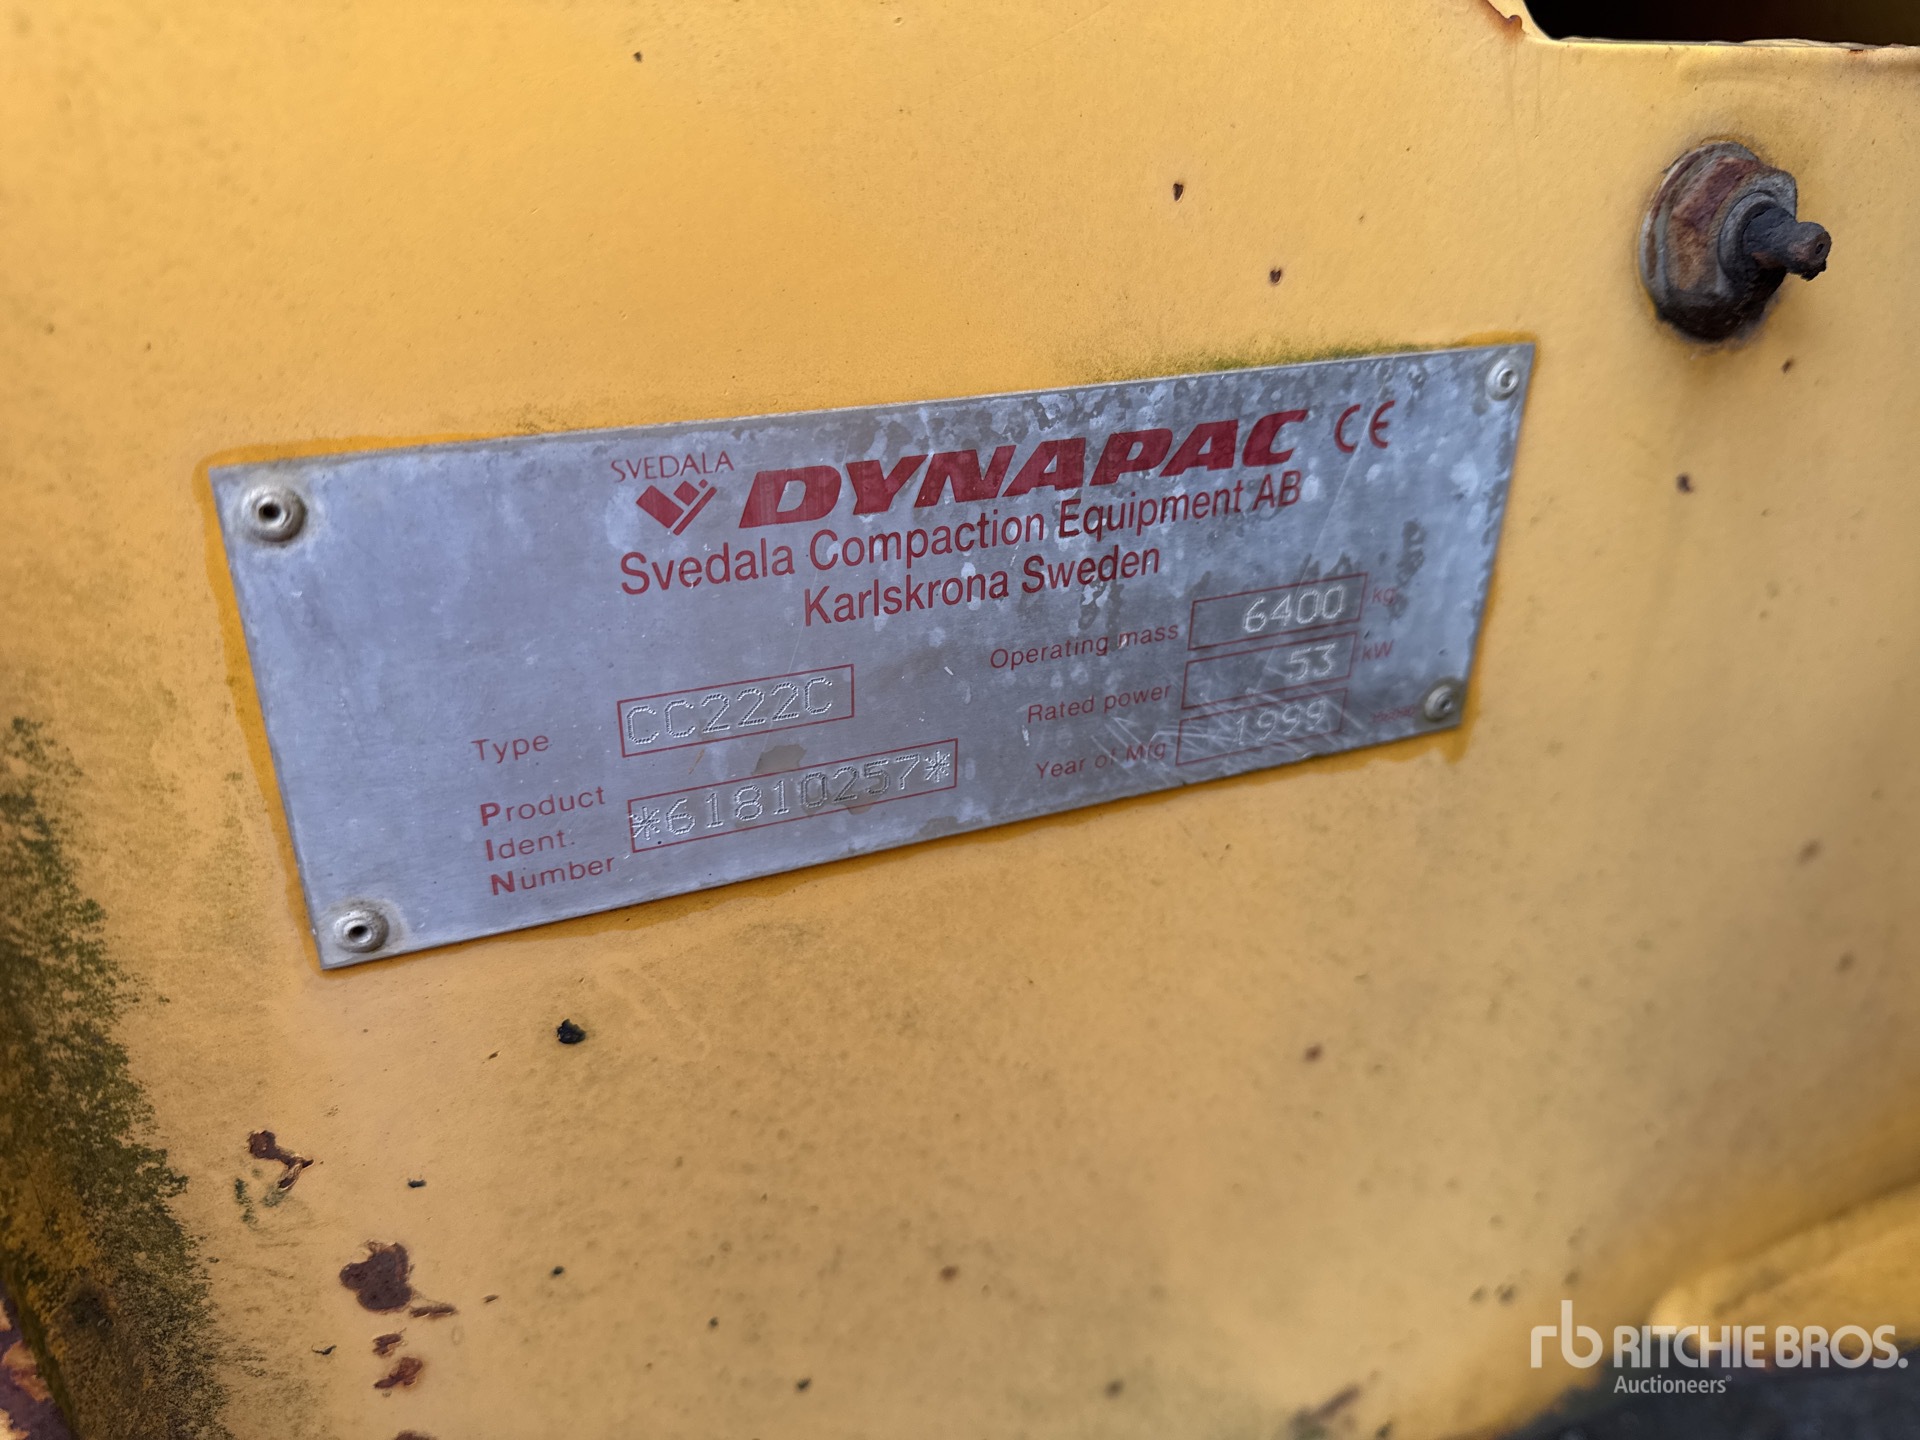 SVEDALA
DYNAPAC CE
Svedala Compaction Equipment AB
Karlskrona Sweden
Operating mass 6400 kg
Rated power 53 kW
Year of Mfg 1999
Type CC222C
Product
Ident.
Number
*61810257*
rb RITCHIE BROS.
Auctioneers